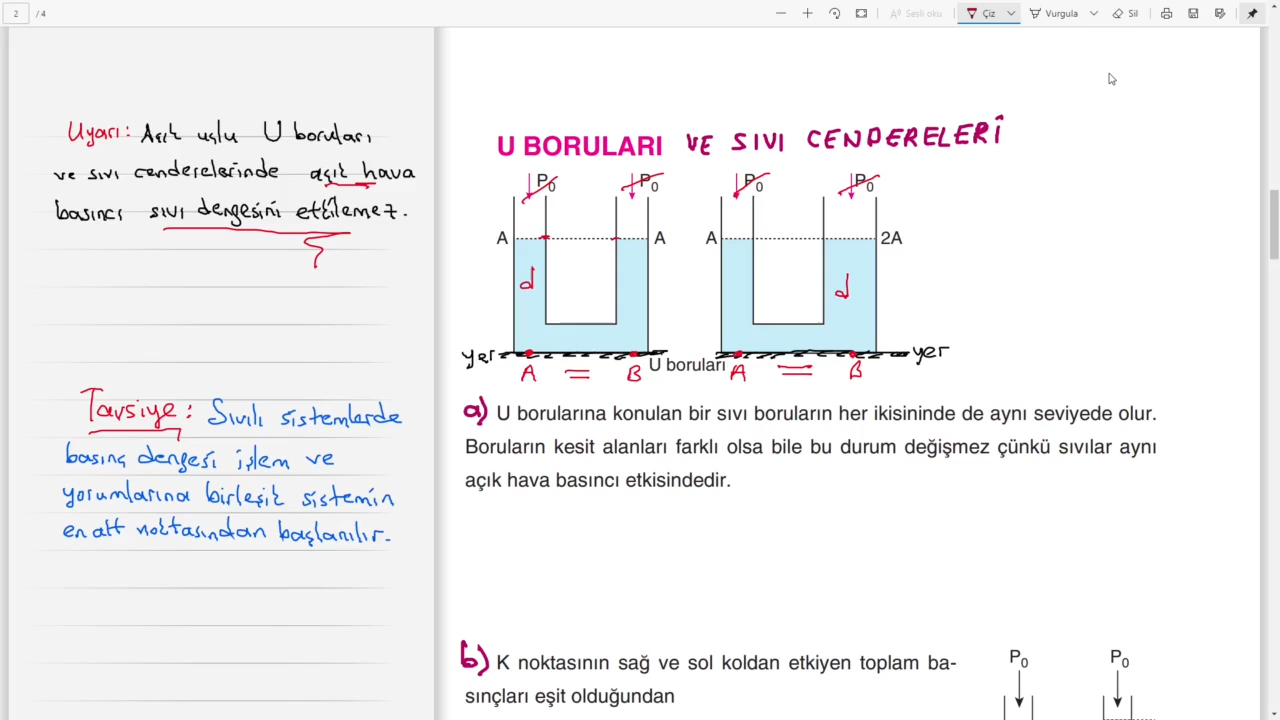 2 / 4
Sesli oku
Çiz
Vurgula
Sil
Uyarı: Açık uçlu U boruları
ve sıvı cenderelerinde açık hava
basıncı sıvı dengesini etkilemez.
Tavsiye: Sıvılı sistemlerde
basınç dengesi işlem ve
yorumlarına birleşik sistemin
en alt noktasından başlanılır.
U BORULARI VE SIVI CENDERELERİ
P0 P0 P0 P0
A A A 2A
d d
yer yer
A = B U boruları A = B
a) U borularına konulan bir sıvı boruların her ikisininde de aynı seviyede olur.
Boruların kesit alanları farklı olsa bile bu durum değişmez çünkü sıvılar aynı
açık hava basıncı etkisindedir.
b) K noktasının sağ ve sol koldan etkiyen toplam ba-
sınçları eşit olduğundan
P0 P0